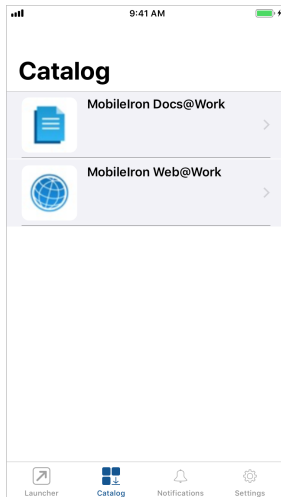 9:41 AM
Catalog
MobileIron Docs@Work
MobileIron Web@Work
Launcher
Catalog
Notifications
Settings